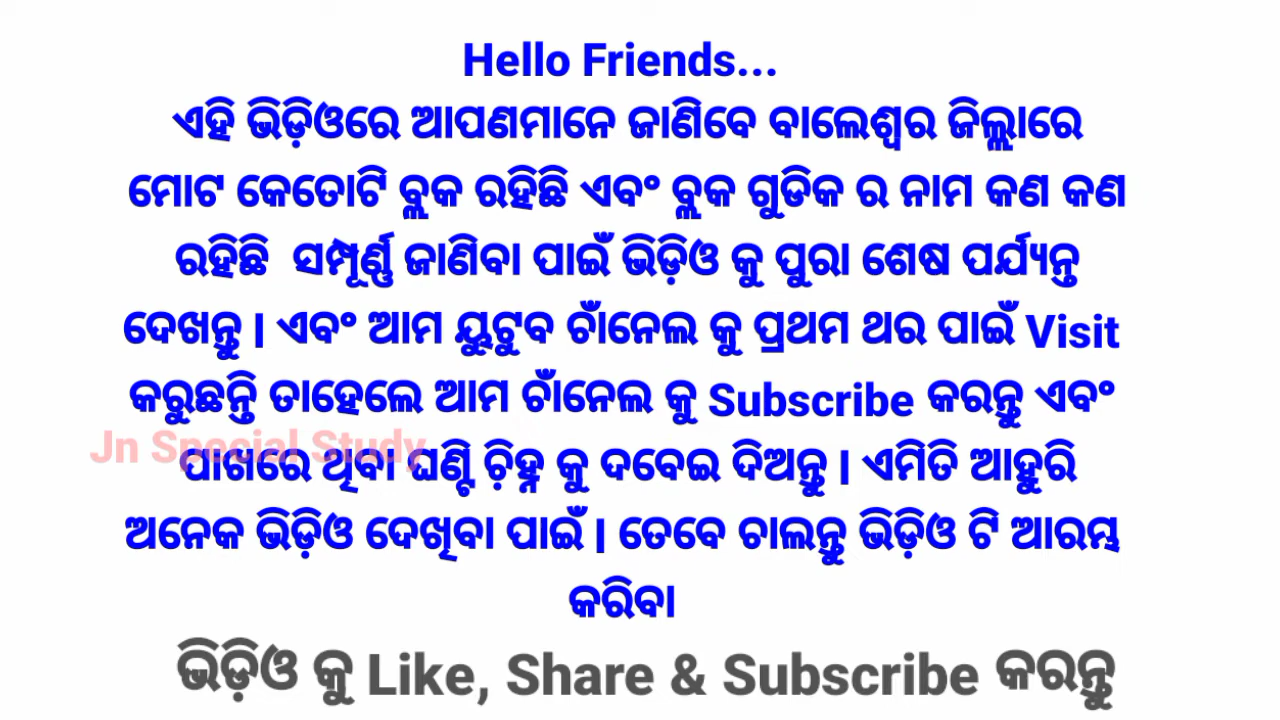 Hello Friends...
ଏହି ଭିଡ଼ିଓରେ ଆପଣମାନେ ଜାଣିବେ ବାଲେଶ୍ୱର ଜିଲ୍ଲାରେ
ମୋଟ କେତୋଟି ବ୍ଲକ ରହିଛି ଏବଂ ବ୍ଲକ ଗୁଡିକ ର ନାମ କଣ କଣ
ରହିଛି ସମ୍ପୂର୍ଣ୍ଣ ଜାଣିବା ପାଇଁ ଭିଡ଼ିଓ କୁ ପୁରା ଶେଷ ପର୍ଯ୍ୟନ୍ତ
ଦେଖନ୍ତୁ | ଏବଂ ଆମ ୟୁଟୁବ ଚାଁନେଲ କୁ ପ୍ରଥମ ଥର ପାଇଁ Visit
କରୁଛନ୍ତି ତାହେଲେ ଆମ ଚାଁନେଲ କୁ Subscribe କରନ୍ତୁ ଏବଂ
ପାଖରେ ଥିବା ଘଣ୍ଟି ଚ଼ିହ୍ନ କୁ ଦବେଇ ଦିଅନ୍ତୁ | ଏମିତି ଆହୁରି
Jn Special Study
ଅନେକ ଭିଡ଼ିଓ ଦେଖିବା ପାଇଁ | ତେବେ ଚାଲନ୍ତୁ ଭିଡ଼ିଓ ଟି ଆରମ୍ଭ
କରିବା
ଭିଡ଼ିଓ କୁ Like, Share & Subscribe କରନ୍ତୁ